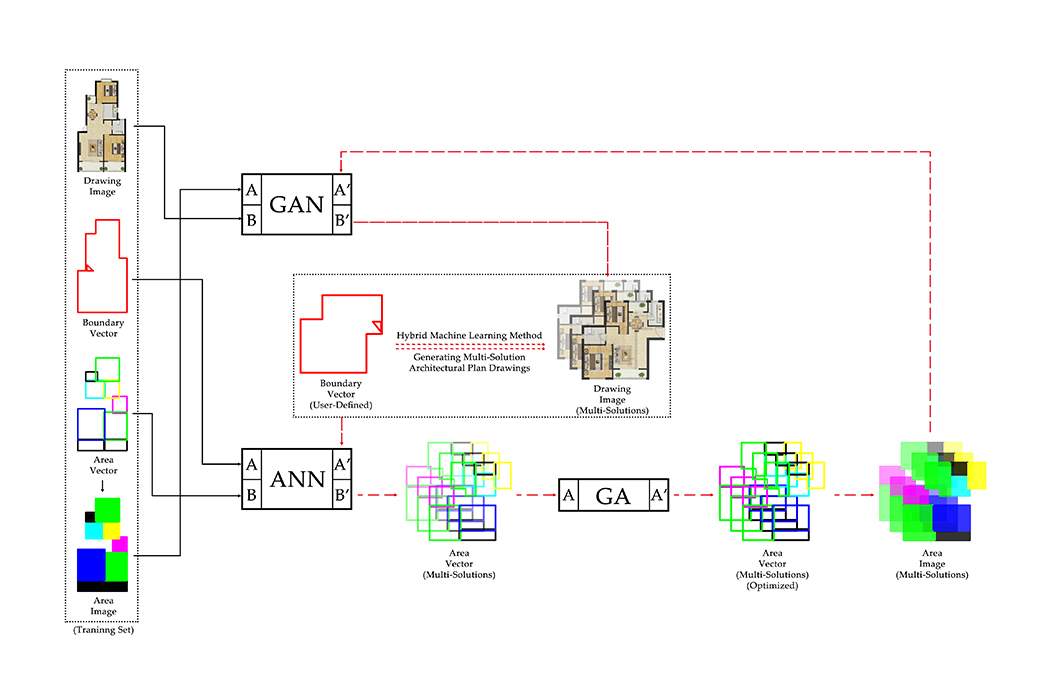 Drawing
Image
Boundary
Vector
Area
Vector
Area
Image
(Traninng Set)
A
B
GAN
A′
B′
Boundary
Vector
(User-Defined)
Hybrid Machine Learning Method
Generating Multi-Solution
Architectural Plan Drawings
Drawing
Image
(Multi-Solutions)
A
B
ANN
A′
B′
Area
Vector
(Multi-Solutions)
A
GA
A′
Area
Vector
(Multi-Solutions)
(Optimized)
Area
Image
(Multi-Solutions)